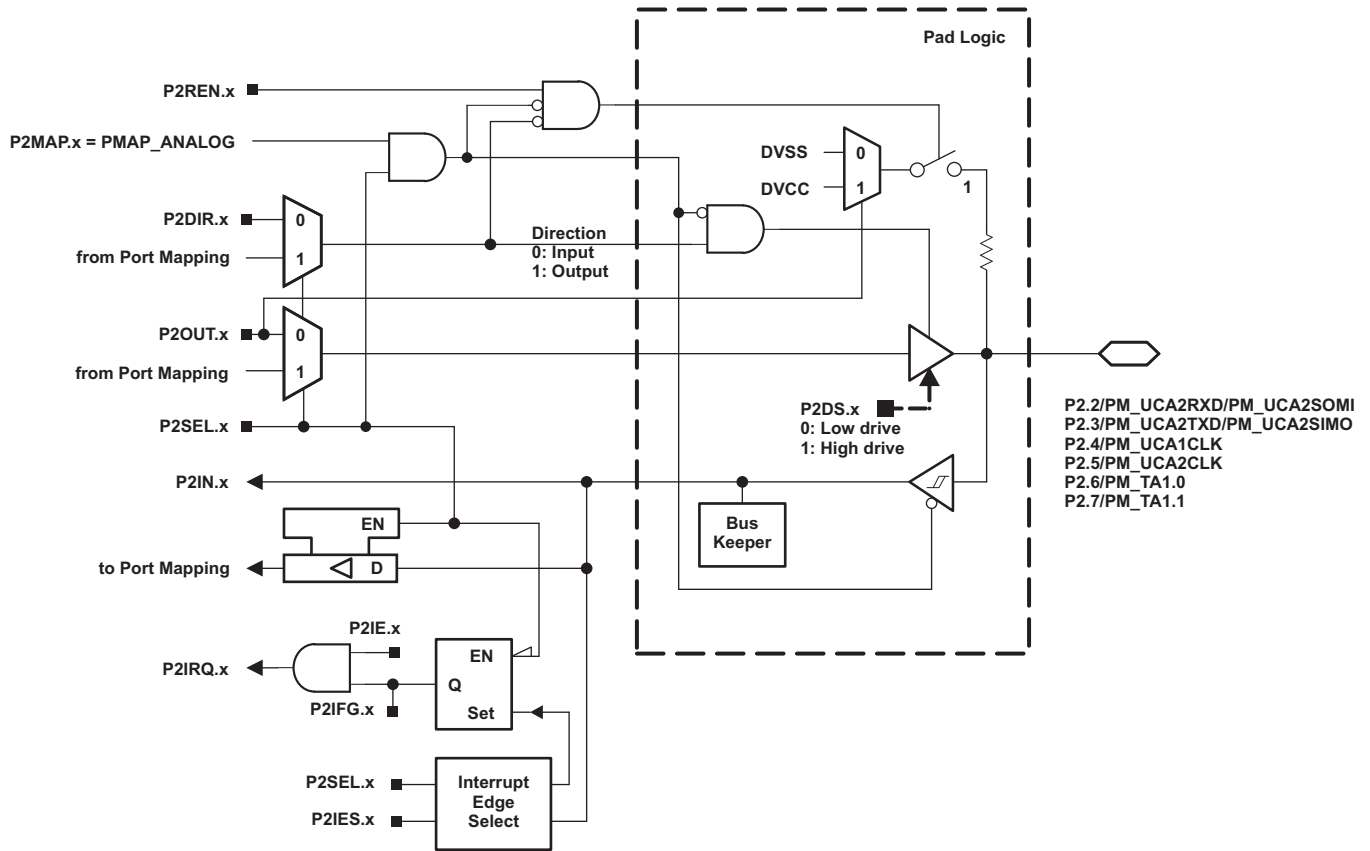 Pad Logic
P2REN.x
P2MAP.x = PMAP_ANALOG
DVSS
0
DVCC
1
1
P2DIR.x
0
from Port Mapping
1
Direction
0: Input
1: Output
P2OUT.x
0
from Port Mapping
1
P2SEL.x
P2DS.x
0: Low drive
1: High drive
P2.2/PM_UCA2RXD/PM_UCA2SOMI
P2.3/PM_UCA2TXD/PM_UCA2SIMO
P2.4/PM_UCA1CLK
P2.5/PM_UCA2CLK
P2.6/PM_TA1.0
P2.7/PM_TA1.1
P2IN.x
Bus
Keeper
EN
to Port Mapping
D
P2IE.x
P2IRQ.x
EN
Q
P2IFG.x
Set
P2SEL.x
P2IES.x
Interrupt
Edge
Select